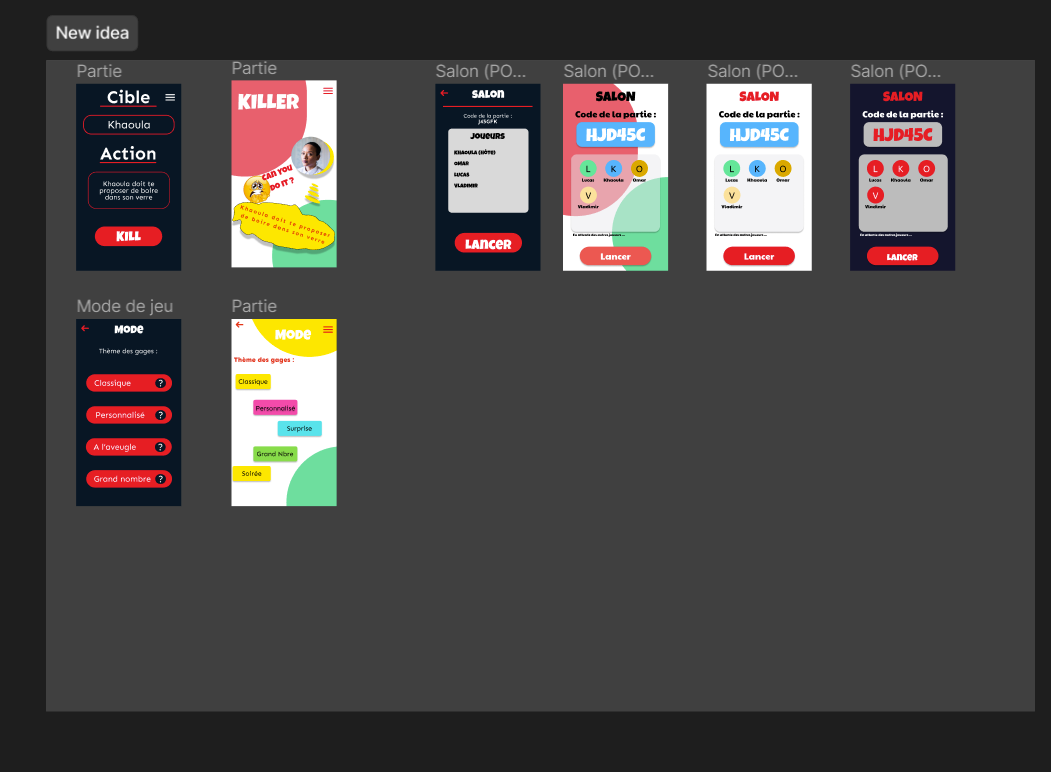 New idea
Partie
Cible
Khaoula
Action
Khaoula doit te
proposer de boire
dans son verre
KILL
Partie
KILLER
CAN YOU
DO IT ?
Khaoula doit te proposer
de boire dans son verre
Salon (PO...
SALON
Code de la partie :
J45GFK
JOUEURS
KHAOULA (HÔTE)
OMAR
LUCAS
VLADIMIR
LANCER
Salon (PO...
SALON
Code de la partie :
HJD45C
L K O
Lucas Khaoula Omar
V
Vladimir
En attente des autres joueurs ...
Lancer
Salon (PO...
SALON
Code de la partie :
HJD45C
L K O
Lucas Khaoula Omar
V
Vladimir
En attente des autres joueurs ...
Lancer
Salon (PO...
SALON
Code de la partie :
HJD45C
L K O
Lucas Khaoula Omar
V
Vladimir
En attente des autres joueurs ...
LANCER
Mode de jeu
MODE
Thème des gages :
Classique ?
Personnalisé ?
A l'aveugle ?
Grand nombre ?
Partie
MODE
Thème des gages :
Classique
Personnalisé
Surprise
Grand Nbre
Soirée